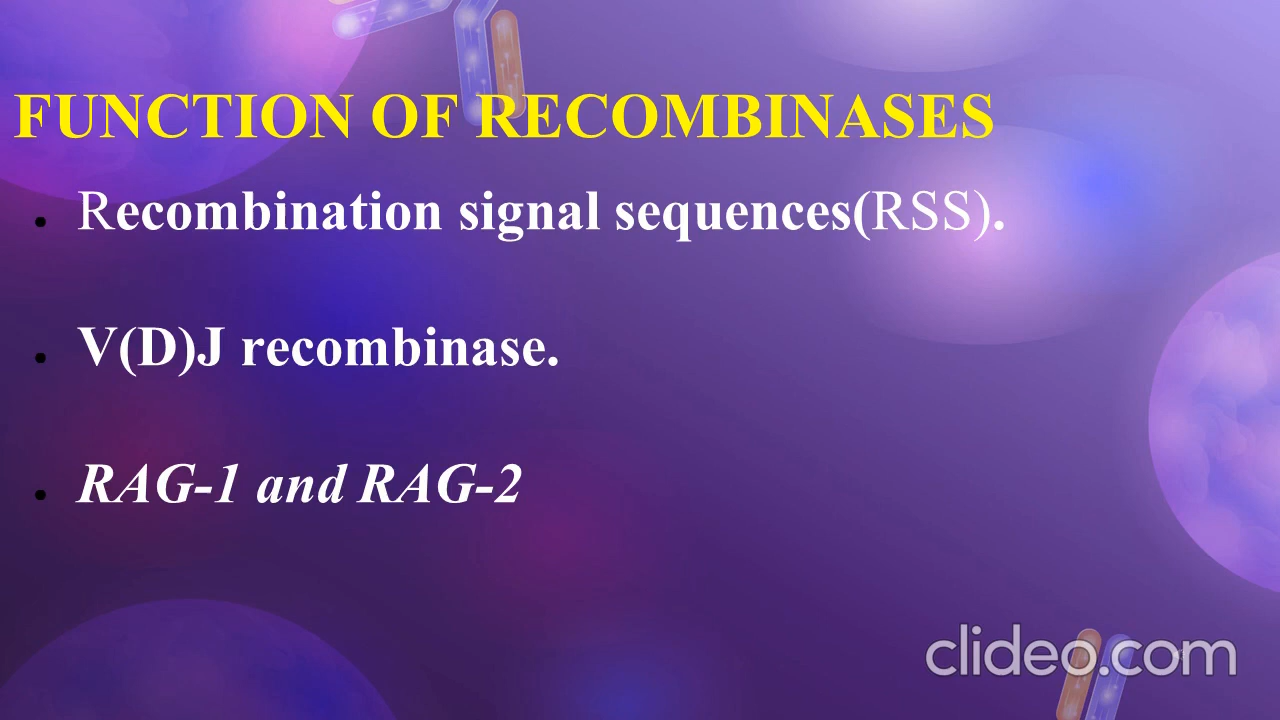 FUNCTION OF RECOMBINASES
• Recombination signal sequences(RSS).
• V(D)J recombinase.
• RAG-1 and RAG-2
clideo.com